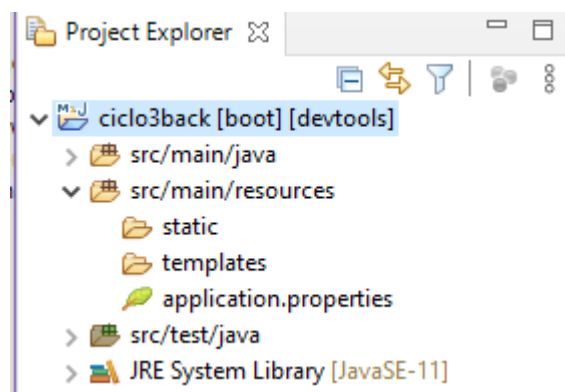 Project Explorer
ciclo3back [boot] [devtools]
src/main/java
src/main/resources
static
templates
application.properties
src/test/java
JRE System Library [JavaSE-11]